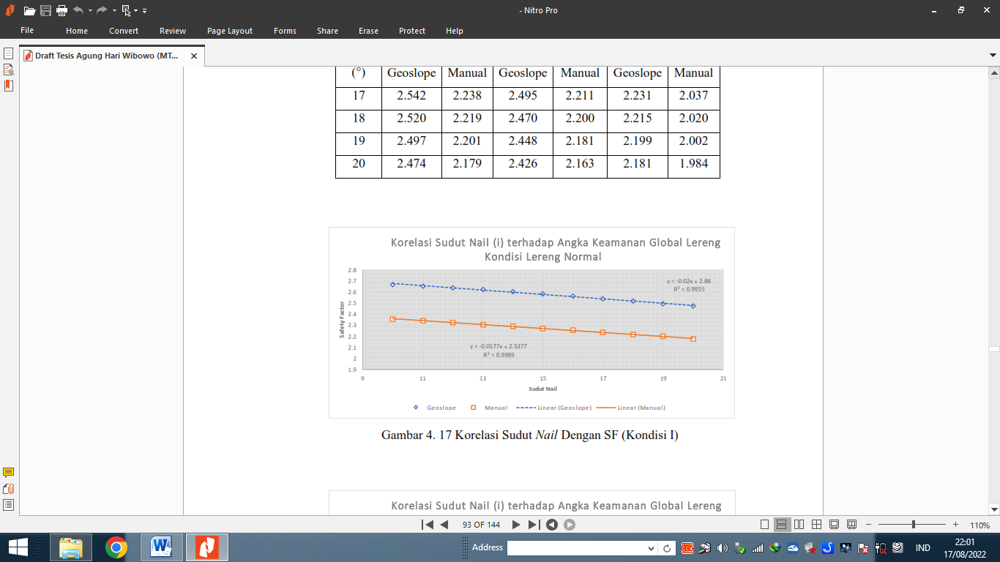 - Nitro Pro
File Home Convert Review Page Layout Forms Share Erase Protect Help
Draft Tesis Agung Hari Wibowo (MT...
(°) Geoslope Manual Geoslope Manual Geoslope Manual
17 2.542 2.238 2.495 2.211 2.231 2.037
18 2.520 2.219 2.470 2.200 2.215 2.020
19 2.497 2.201 2.448 2.181 2.199 2.002
20 2.474 2.179 2.426 2.163 2.181 1.984
Korelasi Sudut Nail (i) terhadap Angka Keamanan Global Lereng
Kondisi Lereng Normal
2.8
2.7
2.6
2.5
2.4
2.3
2.2
2.1
2
1.9
Safety Factor
y = -0.02x + 2.88
R² = 0.9955
y = -0.0177x + 2.5377
R² = 0.9989
9 11 13 15 17 19 21
Sudut Nail
Geoslope Manual Linear (Geoslope) Linear (Manual)
Gambar 4. 17 Korelasi Sudut Nail Dengan SF (Kondisi I)
Korelasi Sudut Nail (i) terhadap Angka Keamanan Global Lereng
93 OF 144
110%
Address
IND
22:01
17/08/2022